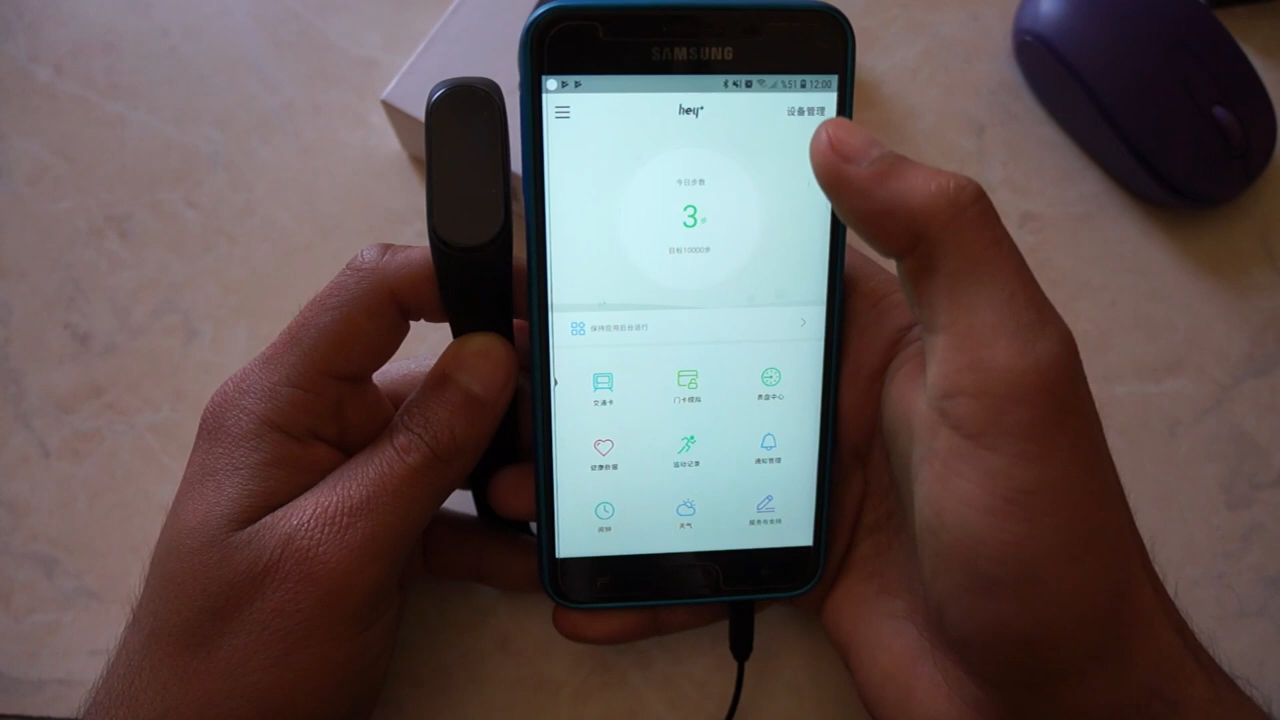 SAMSUNG
%51 12:00
hey+ 设备管理
今日步数
3 步
目标10000步
保持应用后台运行
交通卡 门卡模拟 表盘中心
健康数据 运动记录 通知管理
闹钟 天气 服务与支持